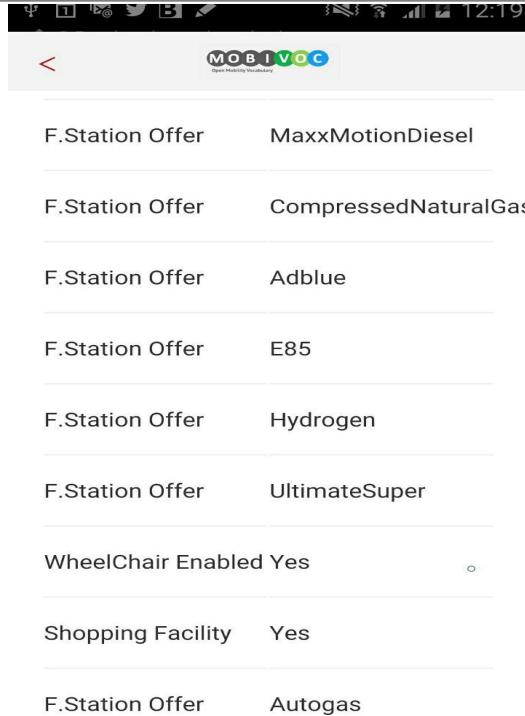 12:19
<
MOBIVOC
Open Mobility Vocabulary
F.Station Offer MaxxMotionDiesel
F.Station Offer CompressedNaturalGas
F.Station Offer Adblue
F.Station Offer E85
F.Station Offer Hydrogen
F.Station Offer UltimateSuper
WheelChair Enabled Yes
Shopping Facility Yes
F.Station Offer Autogas